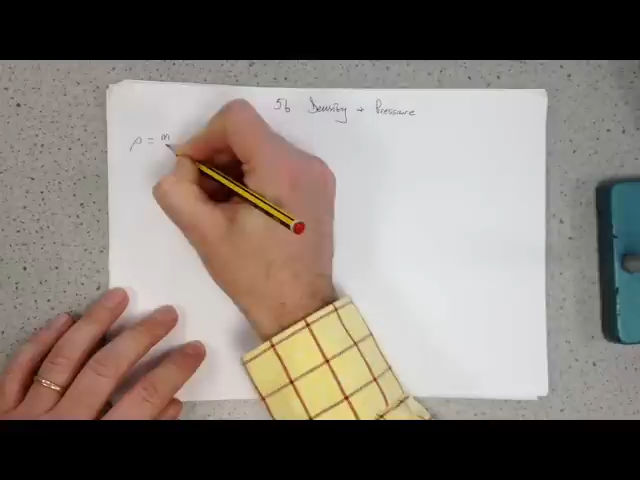 5b Density + Pressure
ρ = m